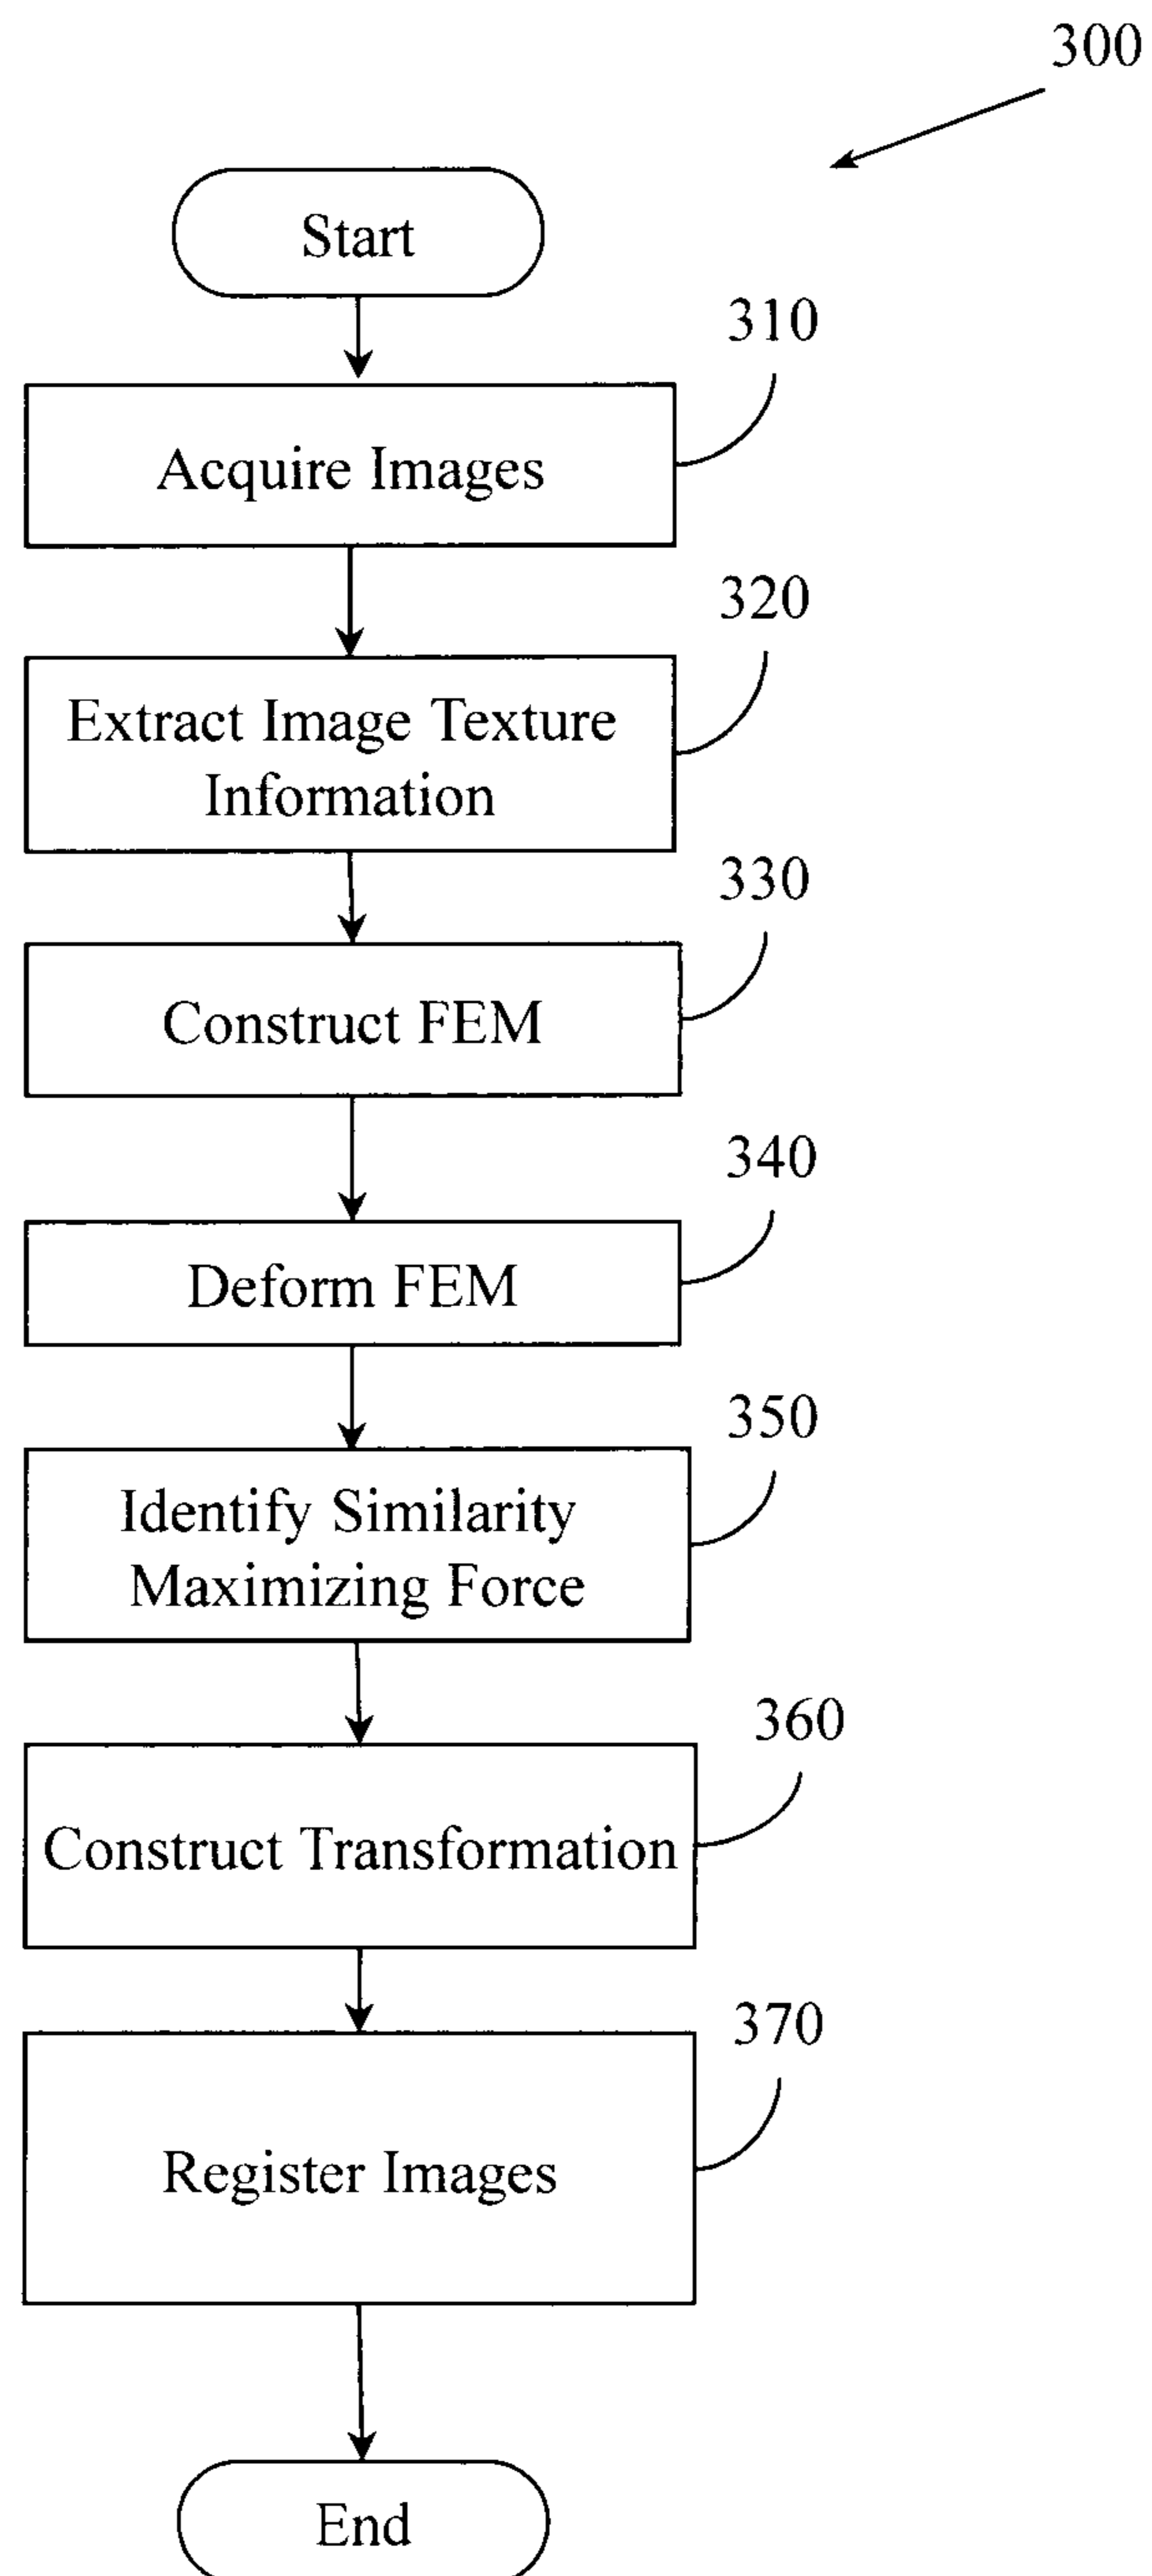 300
Start
310
Acquire Images
320
Extract Image Texture
Information
330
Construct FEM
340
Deform FEM
350
Identify Similarity
Maximizing Force
360
Construct Transformation
370
Register Images
End